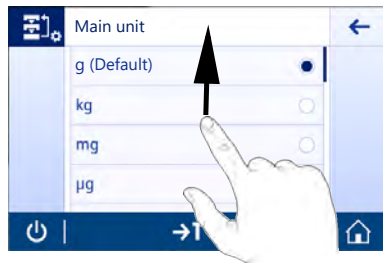 Main unit
g (Default)
kg
mg
µg
→T